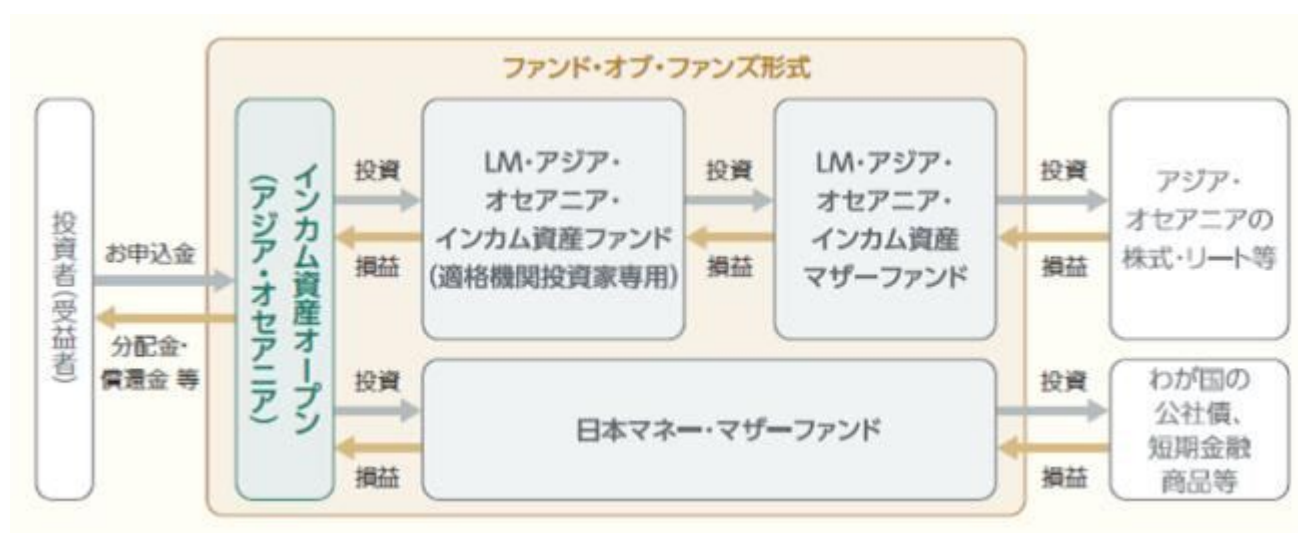 ファンド・オブ・ファンズ形式
投資者(受益者)
お申込金
分配金・
償還金 等
インカム資産オープン
(アジア・オセアニア)
投資
損益
LM・アジア・
オセアニア・
インカム資産ファンド
(適格機関投資家専用)
投資
損益
LM・アジア・
オセアニア・
インカム資産
マザーファンド
投資
損益
アジア・
オセアニアの
株式・リート等
投資
損益
日本マネー・マザーファンド
投資
損益
わが国の
公社債、
短期金融
商品等